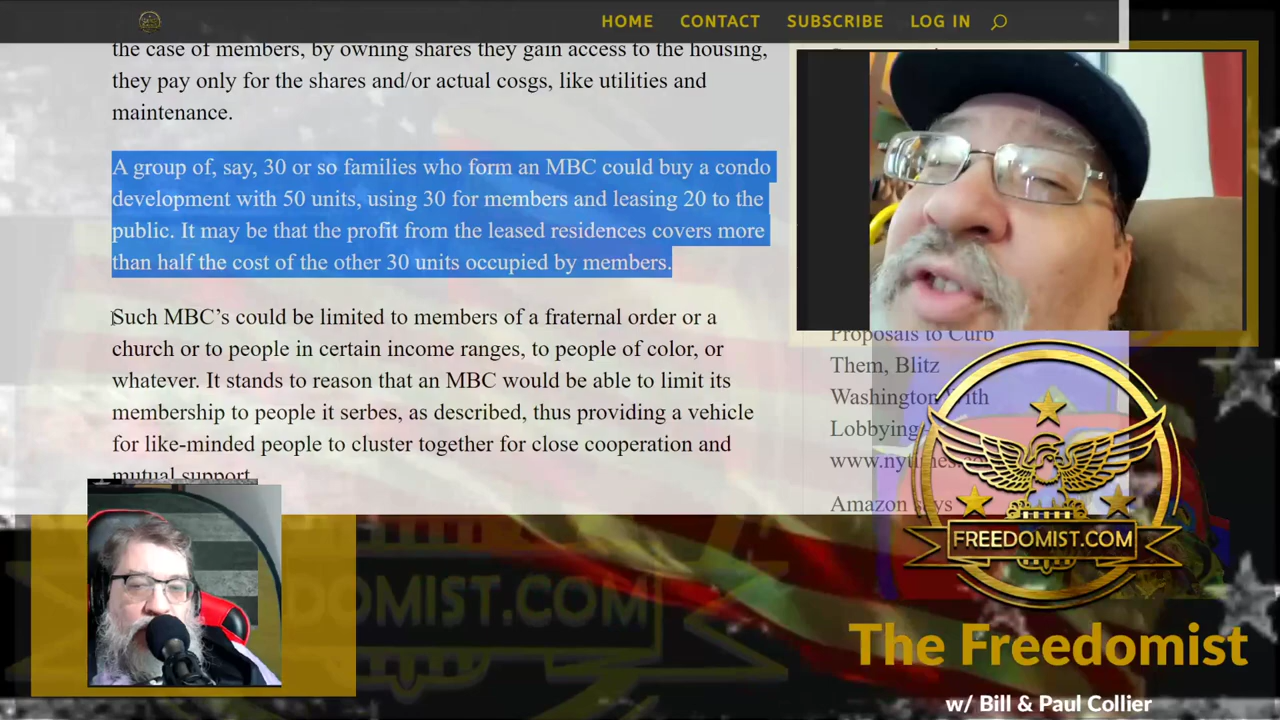 HOME CONTACT SUBSCRIBE LOG IN
the case of members, by owning shares they gain access to the housing,
they pay only for the shares and/or actual cosgs, like utilities and
maintenance.
A group of, say, 30 or so families who form an MBC could buy a condo
development with 50 units, using 30 for members and leasing 20 to the
public. It may be that the profit from the leased residences covers more
than half the cost of the other 30 units occupied by members.
Such MBC’s could be limited to members of a fraternal order or a
church or to people in certain income ranges, to people of color, or
whatever. It stands to reason that an MBC would be able to limit its
membership to people it serbes, as described, thus providing a vehicle
for like-minded people to cluster together for close cooperation and
mutual support.
Proposals to Curb
Them, Blitz
Washington With
Lobbying
Amazon says
FREEDOMIST.COM
The Freedomist
w/ Bill & Paul Collier